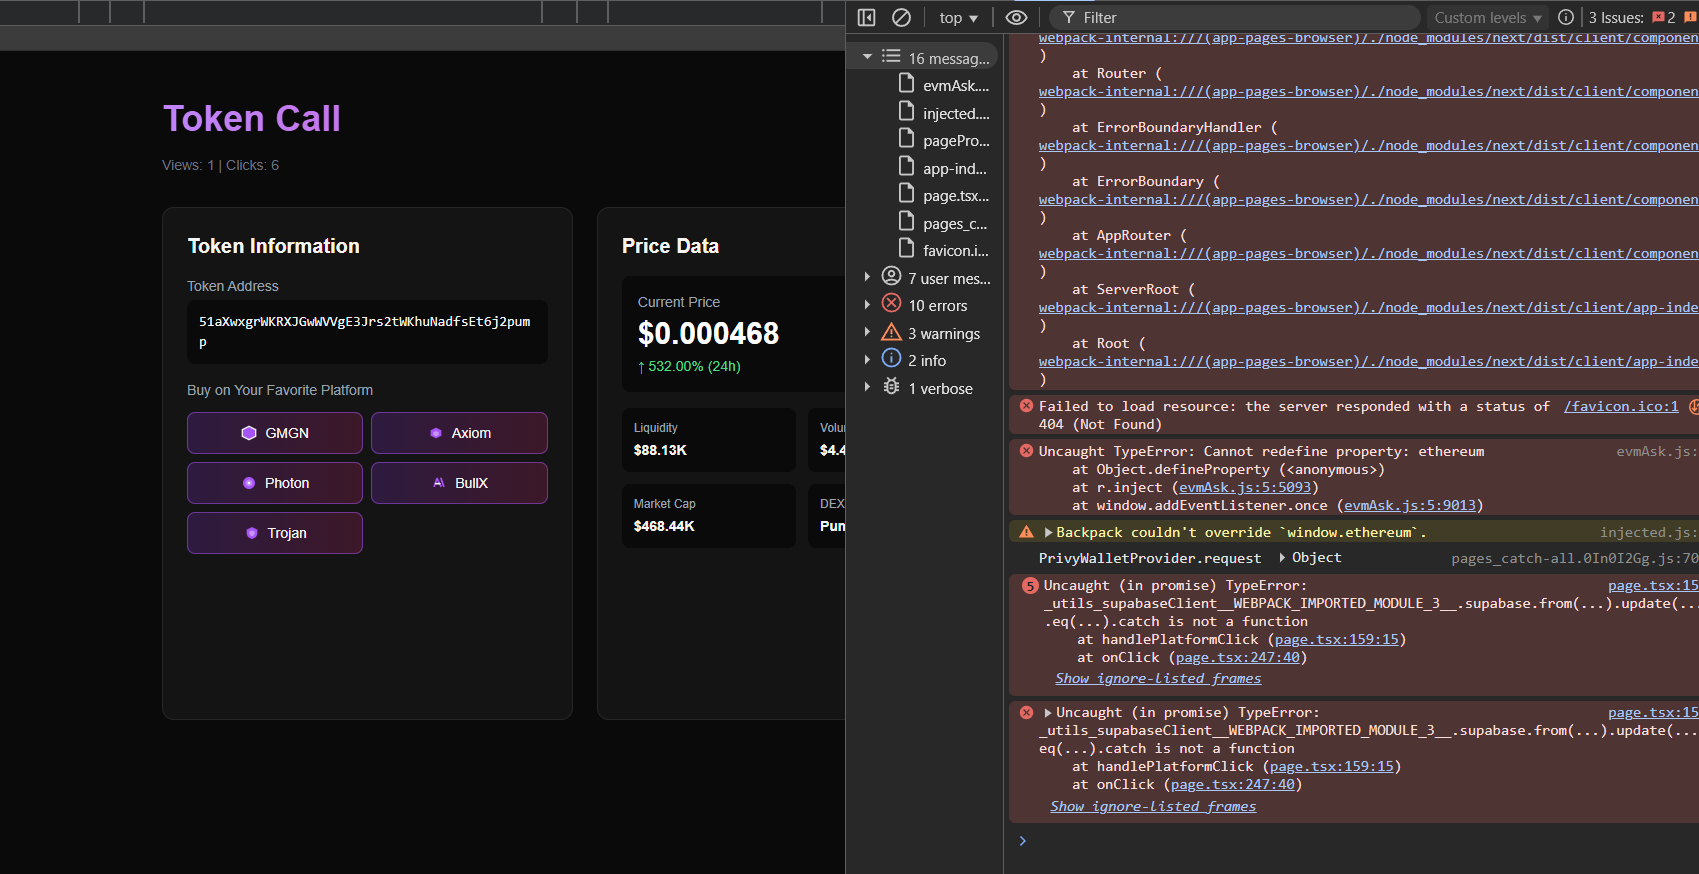 Token Call
Views: 1 | Clicks: 6
Token Information
Token Address
51aXwxgrWKRXJGwWVVgE3Jrs2tWKhuNadfsEt6j2pum
p
Buy on Your Favorite Platform
GMGN
Axiom
Photon
BullX
Trojan
Price Data
Current Price
$0.000468
↑ 532.00% (24h)
Liquidity
$88.13K
Volu
$4.4
Market Cap
$468.44K
DEX
Pun
top ▼
Filter
Custom levels ▼
3 Issues: 2
16 messag...
evmAsk....
injected....
pagePro...
app-ind...
page.tsx...
pages_c...
favicon.i...
7 user mes...
10 errors
3 warnings
2 info
1 verbose
webpack-internal:///(app-pages-browser)/./node_modules/next/dist/client/componen
)
at Router (
webpack-internal:///(app-pages-browser)/./node_modules/next/dist/client/componen
)
at ErrorBoundaryHandler (
webpack-internal:///(app-pages-browser)/./node_modules/next/dist/client/componen
)
at ErrorBoundary (
webpack-internal:///(app-pages-browser)/./node_modules/next/dist/client/componen
)
at AppRouter (
webpack-internal:///(app-pages-browser)/./node_modules/next/dist/client/componen
)
at ServerRoot (
webpack-internal:///(app-pages-browser)/./node_modules/next/dist/client/app-inde
)
at Root (
webpack-internal:///(app-pages-browser)/./node_modules/next/dist/client/app-inde
)
Failed to load resource: the server responded with a status of /favicon.ico:1
404 (Not Found)
Uncaught TypeError: Cannot redefine property: ethereum evmAsk.js:
at Object.defineProperty (<anonymous>)
at r.inject (evmAsk.js:5:5093)
at window.addEventListener.once (evmAsk.js:5:9013)
Backpack couldn't override `window.ethereum`. injected.js:
PrivyWalletProvider.request Object pages_catch-all.0In0I2Gg.js:70
5 Uncaught (in promise) TypeError: page.tsx:15
_utils_supabaseClient__WEBPACK_IMPORTED_MODULE_3__.supabase.from(...).update(...
.eq(...).catch is not a function
at handlePlatformClick (page.tsx:159:15)
at onClick (page.tsx:247:40)
Show ignore-listed frames
Uncaught (in promise) TypeError: page.tsx:15
_utils_supabaseClient__WEBPACK_IMPORTED_MODULE_3__.supabase.from(...).update(...
eq(...).catch is not a function
at handlePlatformClick (page.tsx:159:15)
at onClick (page.tsx:247:40)
Show ignore-listed frames